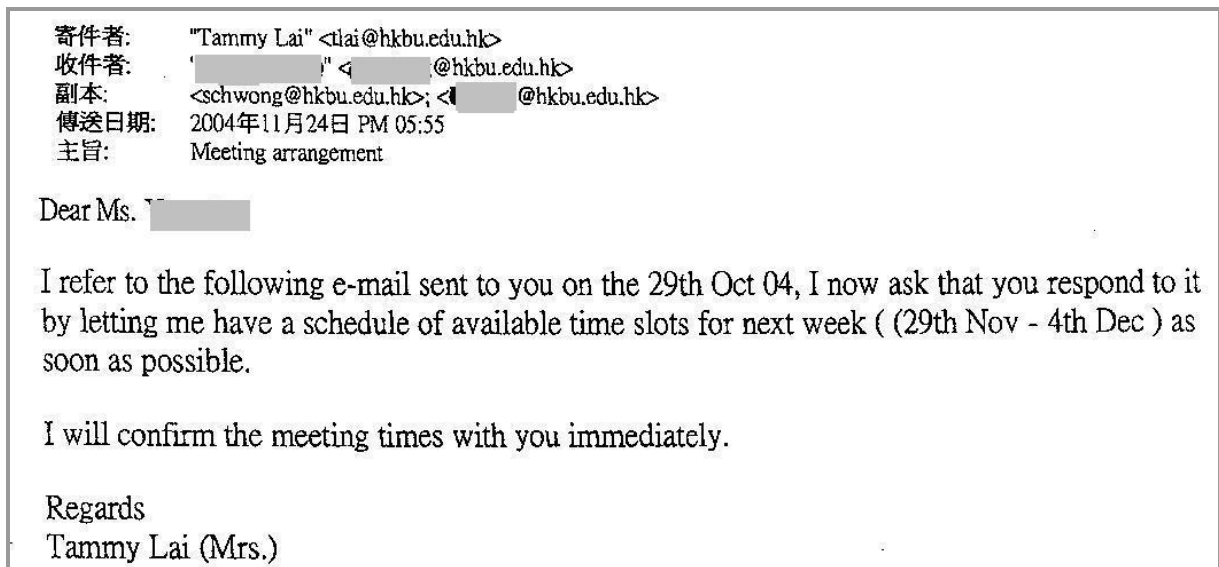 寄件者: "Tammy Lai" <tlai@hkbu.edu.hk>
收件者: " " < @hkbu.edu.hk>
副本: <schwong@hkbu.edu.hk>; < @hkbu.edu.hk>
傳送日期: 2004年11月24日 PM 05:55
主旨: Meeting arrangement
Dear Ms.
I refer to the following e-mail sent to you on the 29th Oct 04, I now ask that you respond to it
by letting me have a schedule of available time slots for next week ( (29th Nov - 4th Dec ) as
soon as possible.
I will confirm the meeting times with you immediately.
Regards
Tammy Lai (Mrs.)